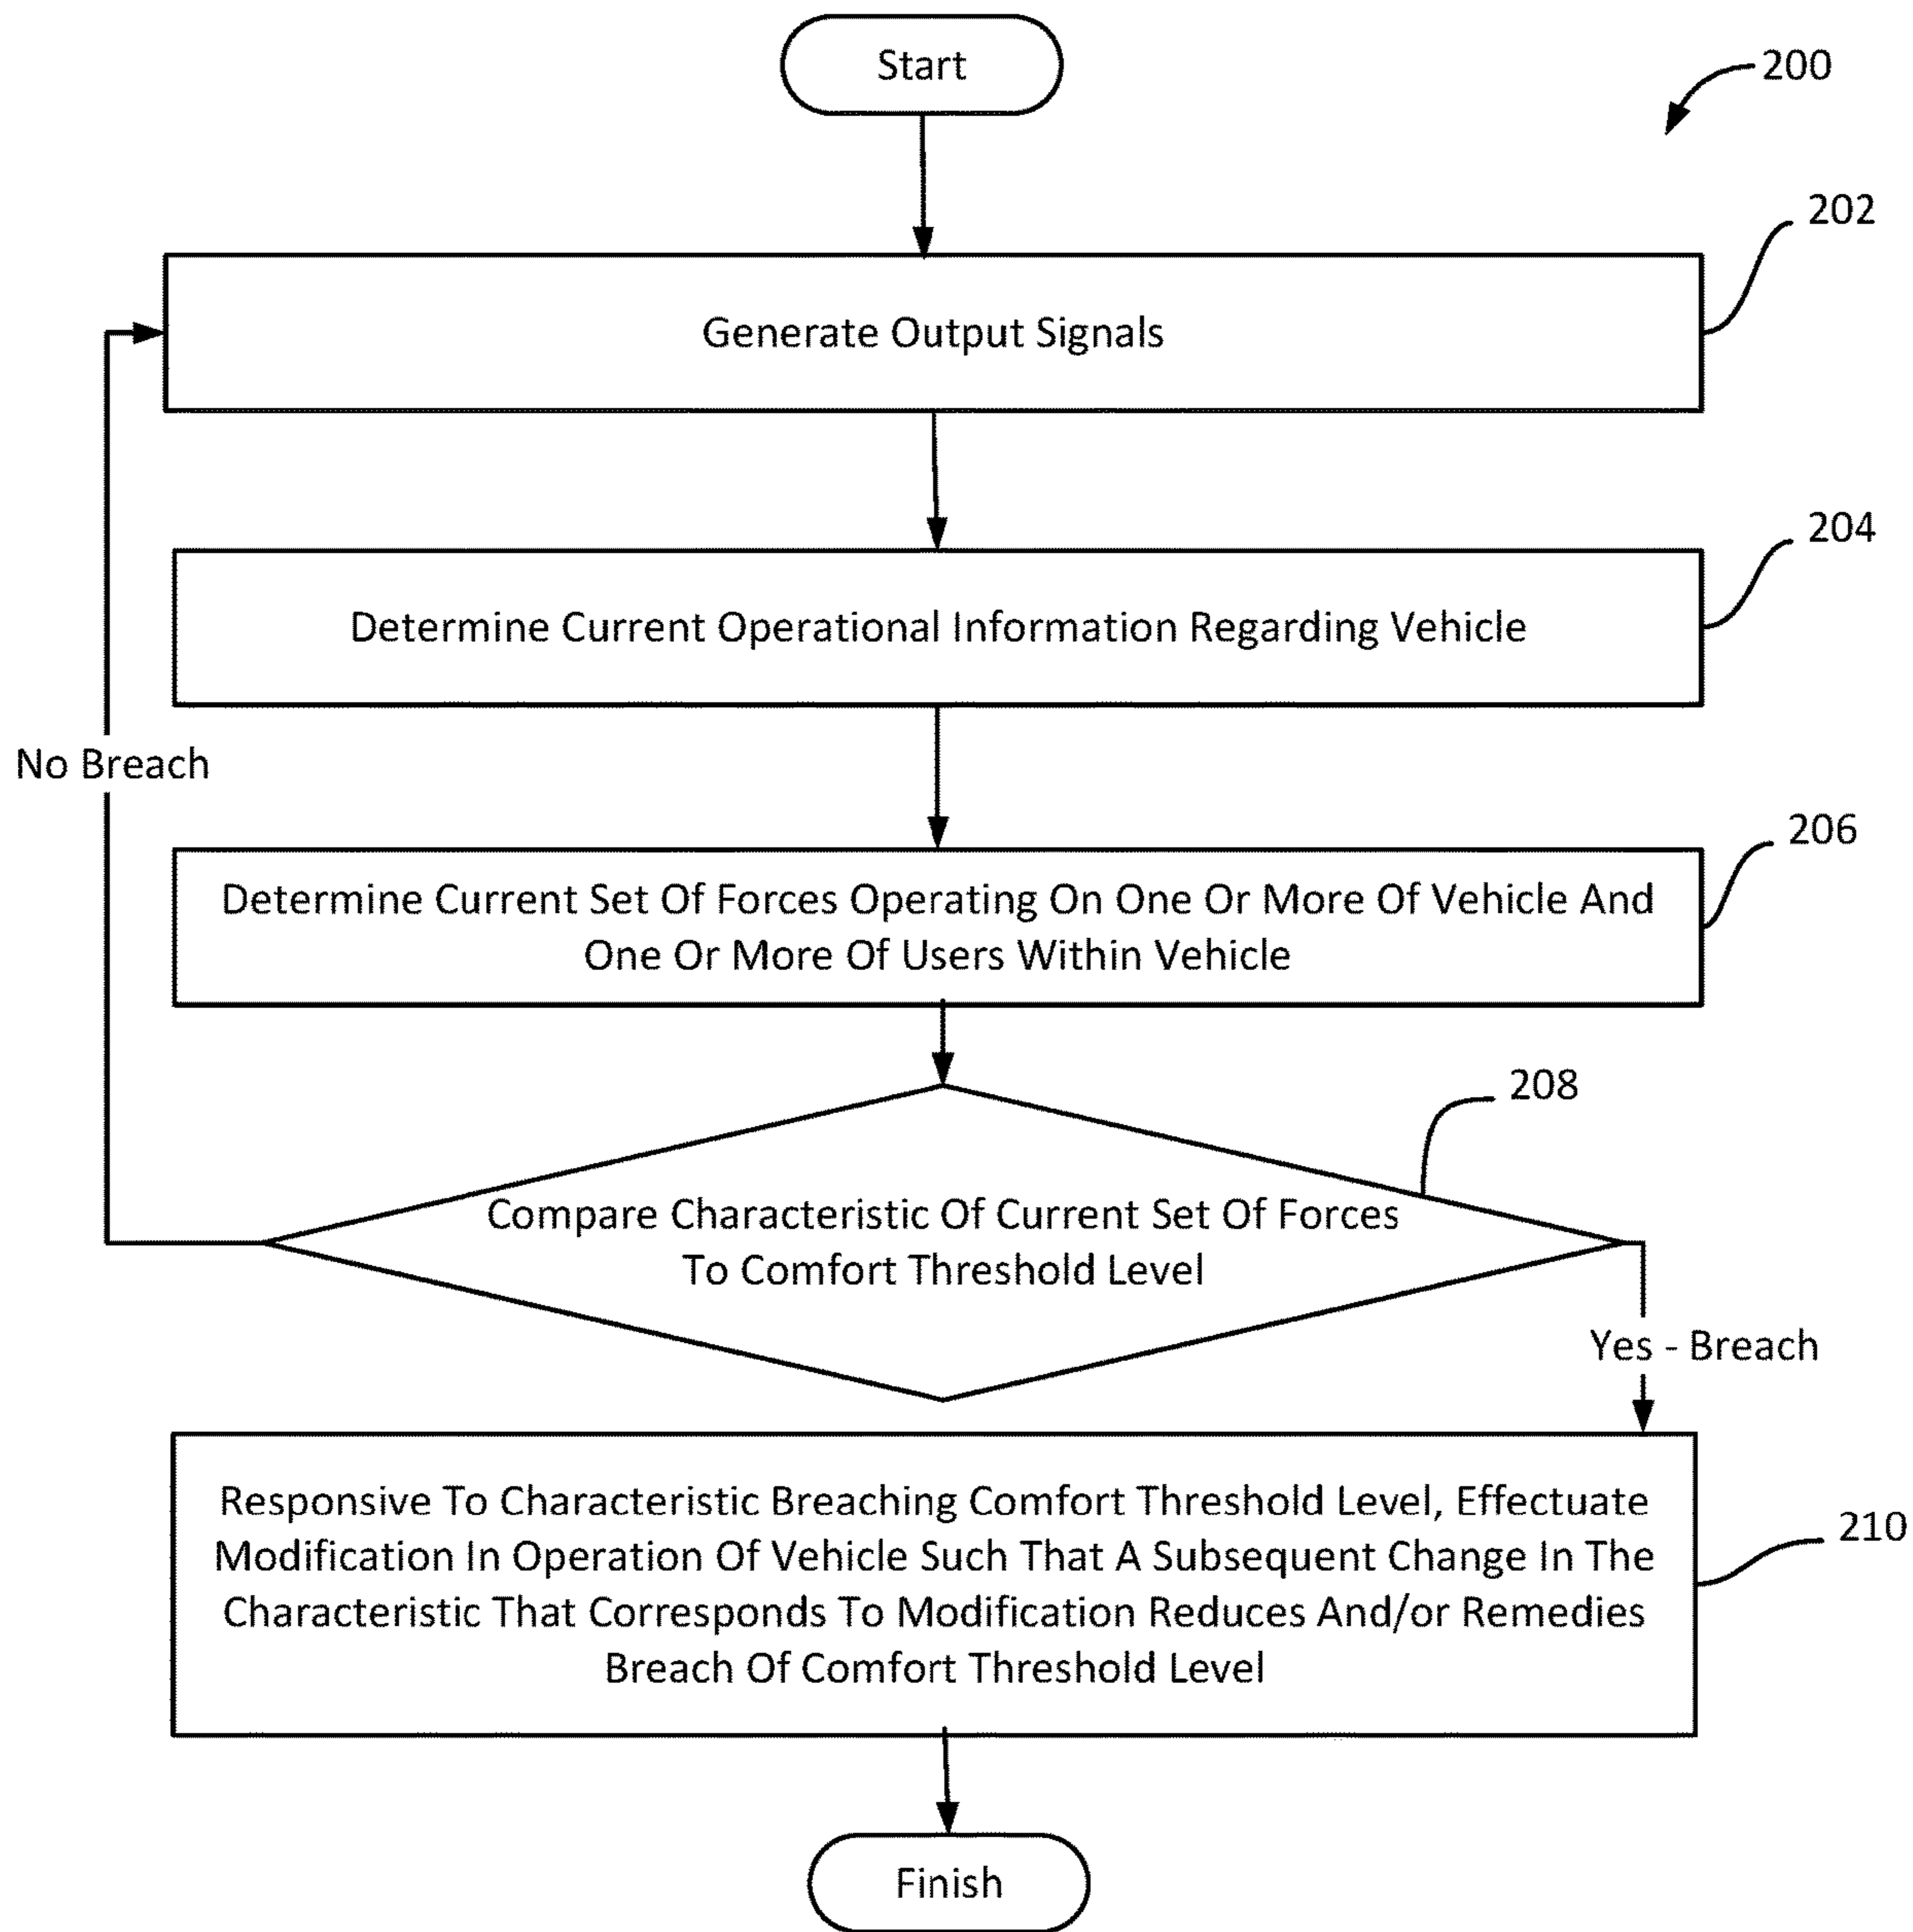 Start
200
202
Generate Output Signals
204
Determine Current Operational Information Regarding Vehicle
No Breach
206
Determine Current Set Of Forces Operating On One Or More Of Vehicle And
One Or More Of Users Within Vehicle
208
Compare Characteristic Of Current Set Of Forces
To Comfort Threshold Level
Yes - Breach
Responsive To Characteristic Breaching Comfort Threshold Level, Effectuate
Modification In Operation Of Vehicle Such That A Subsequent Change In The
Characteristic That Corresponds To Modification Reduces And/or Remedies
Breach Of Comfort Threshold Level
210
Finish